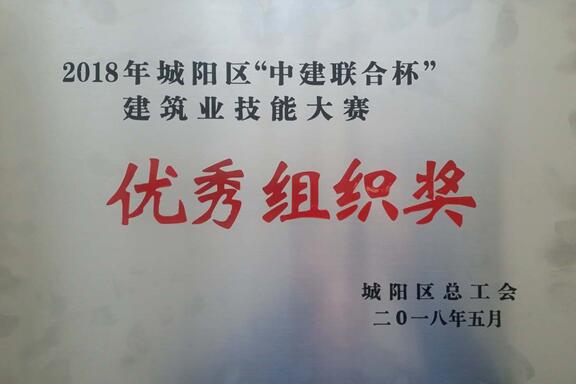 2018年城阳区“中建联合杯”
建筑业技能大赛
优秀组织奖
城阳区总工会
二0一八年五月